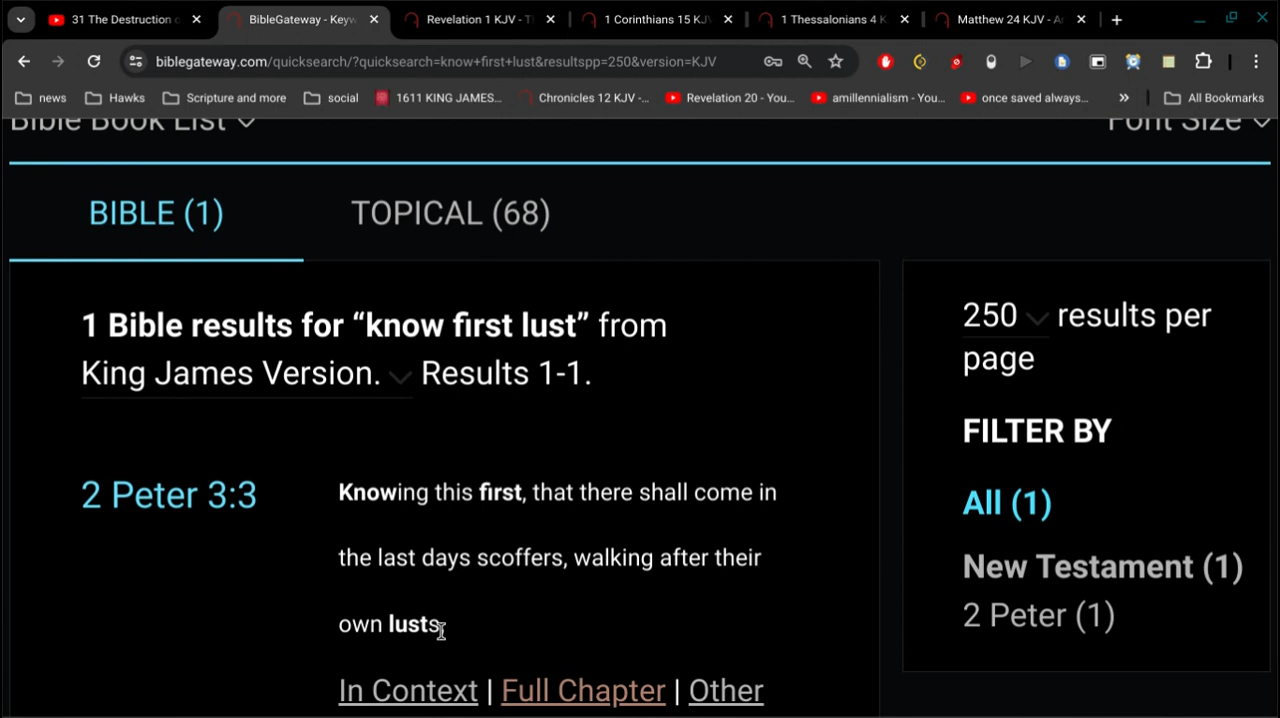 31 The Destruction o
BibleGateway - Keyw
Revelation 1 KJV - T
1 Corinthians 15 KJ
1 Thessalonians 4 K
Matthew 24 KJV - A
biblegateway.com/quicksearch/?quicksearch=know+first+lust&resultspp=250&version=KJV
news
Hawks
Scripture and more
social
1611 KING JAMES...
Chronicles 12 KJV -...
Revelation 20 - You...
amillennialism - You...
once saved always...
All Bookmarks
Bible Book List
Font Size
BIBLE (1)
TOPICAL (68)
1 Bible results for “know first lust” from
King James Version. Results 1-1.
2 Peter 3:3
Knowing this first, that there shall come in
the last days scoffers, walking after their
own lusts
In Context | Full Chapter | Other
250 results per
page
FILTER BY
All (1)
New Testament (1)
2 Peter (1)